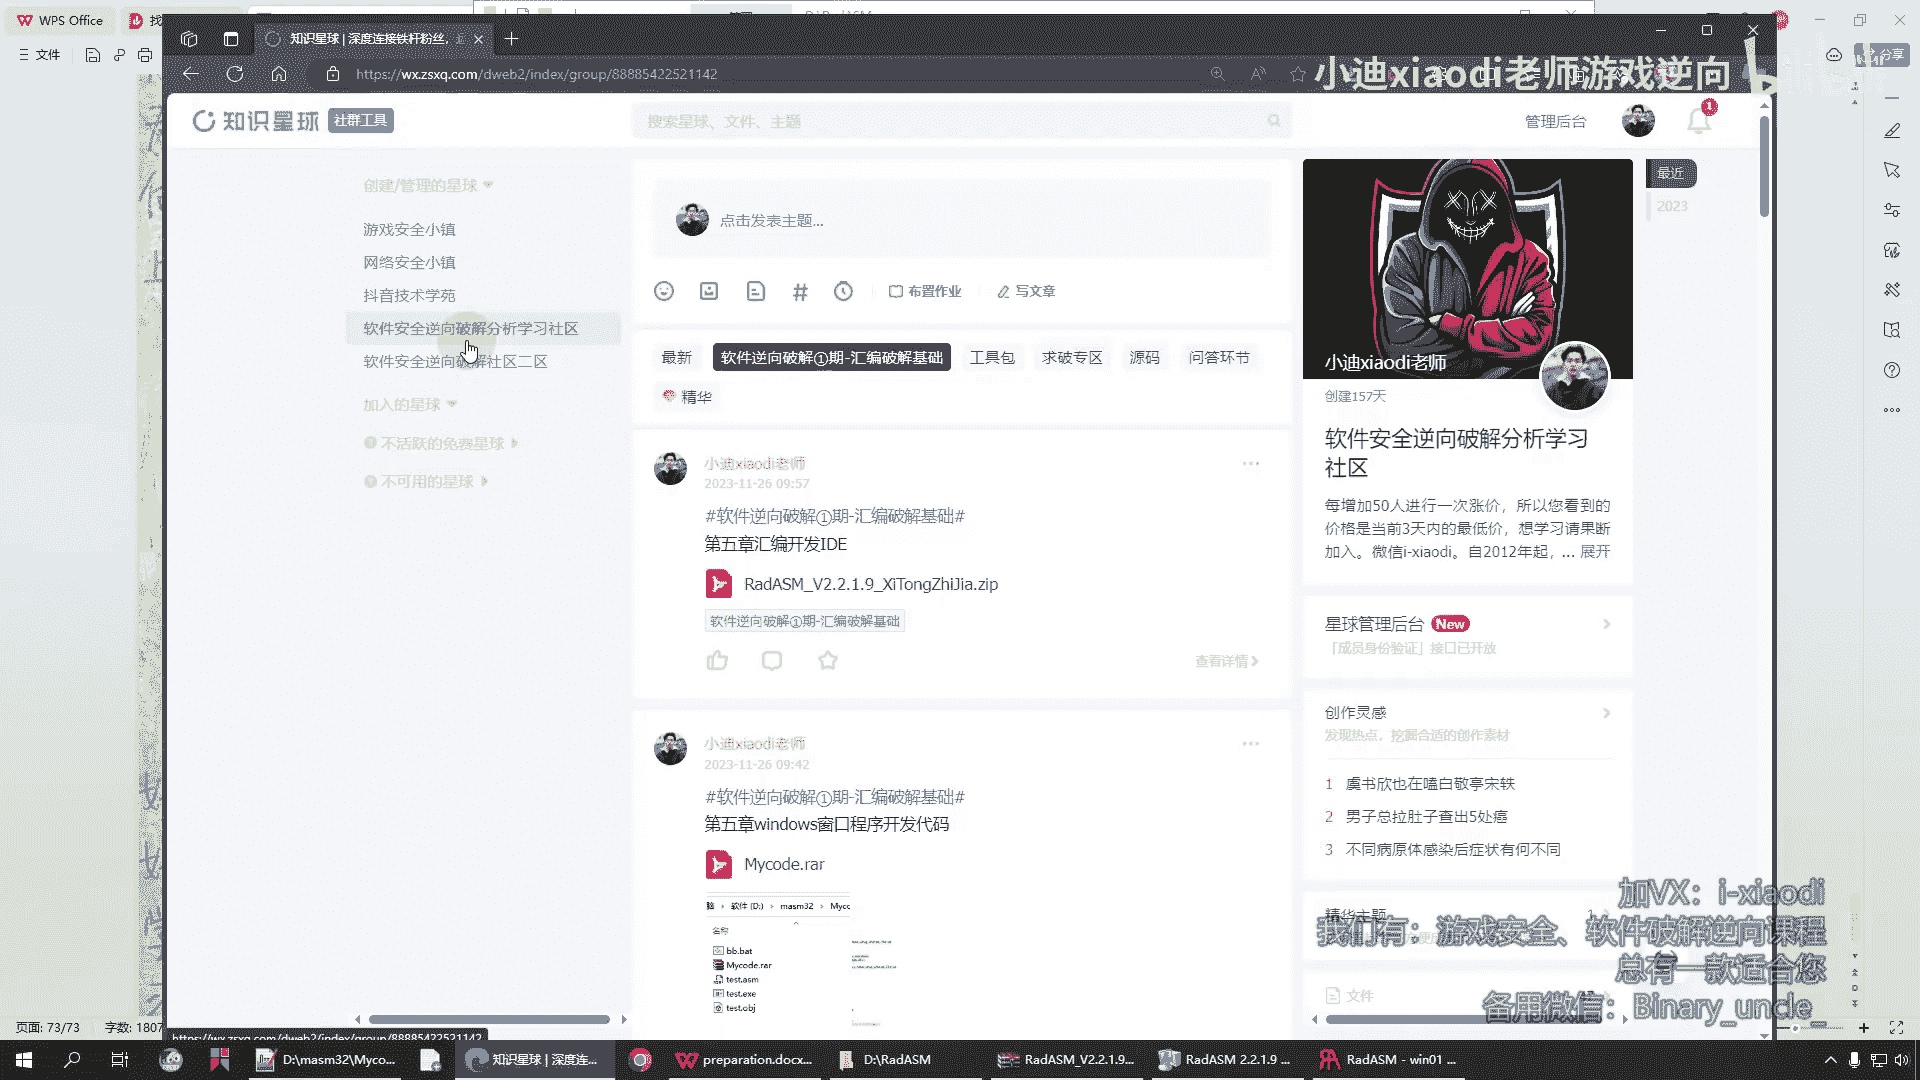 WPS Office
找
文件
分享
知识星球 | 深度连接铁杆粉丝,
https://wx.zsxq.com/dweb2/index/group/88885422521142
小迪xiaodi老师游戏逆向
知识星球
社群工具
搜索星球、文件、主题
管理后台
1
创建/管理的星球
游戏安全小镇
网络安全小镇
抖音技术学苑
软件安全逆向破解分析学习社区
软件安全逆向破解社区二区
加入的星球
不活跃的免费星球
不可用的星球
点击发表主题...
布置作业
写文章
最新
软件逆向破解①期-汇编破解基础
工具包
求破专区
源码
问答环节
精华
小迪xiaodi老师
2023-11-26 09:57
#软件逆向破解①期-汇编破解基础#
第五章汇编开发IDE
RadASM_V2.2.1.9_XiTongZhiJia.zip
软件逆向破解①期-汇编破解基础
查看详情
小迪xiaodi老师
2023-11-26 09:42
#软件逆向破解①期-汇编破解基础#
第五章windows窗口程序开发代码
Mycode.rar
脑 › 软件 (D:) › masm32 › Mycc
名称
bb.bat
Mycode.rar
test.asm
test.exe
test.obj
小迪xiaodi老师
创建157天
软件安全逆向破解分析学习
社区
每增加50人进行一次涨价，所以您看到的
价格是当前3天内的最低价，想学习请果断
加入。微信i-xiaodi。自2012年起，... 展开
最近
2023
星球管理后台 New
「成员身份验证」接口已开放
创作灵感
发现热点，挖掘合适的创作素材
1 虞书欣也在嗑白敬亭宋轶
2 男子总拉肚子查出5处癌
3 不同病原体感染后症状有何不同
精华主题
文件
加VX：i-xiaodi
我们有：游戏安全、软件破解逆向课程
总有一款适合您
备用微信：Binary_uncle_
页面: 73/73
字数: 1807
https://wx.zsxq.com/dweb2/index/group/88885422521142
D:\masm32\Myco...
知识星球 | 深度连...
preparation.docx...
D:\RadASM
RadASM_V2.2.1.9...
RadASM 2.2.1.9 ...
RadASM - win01 ...